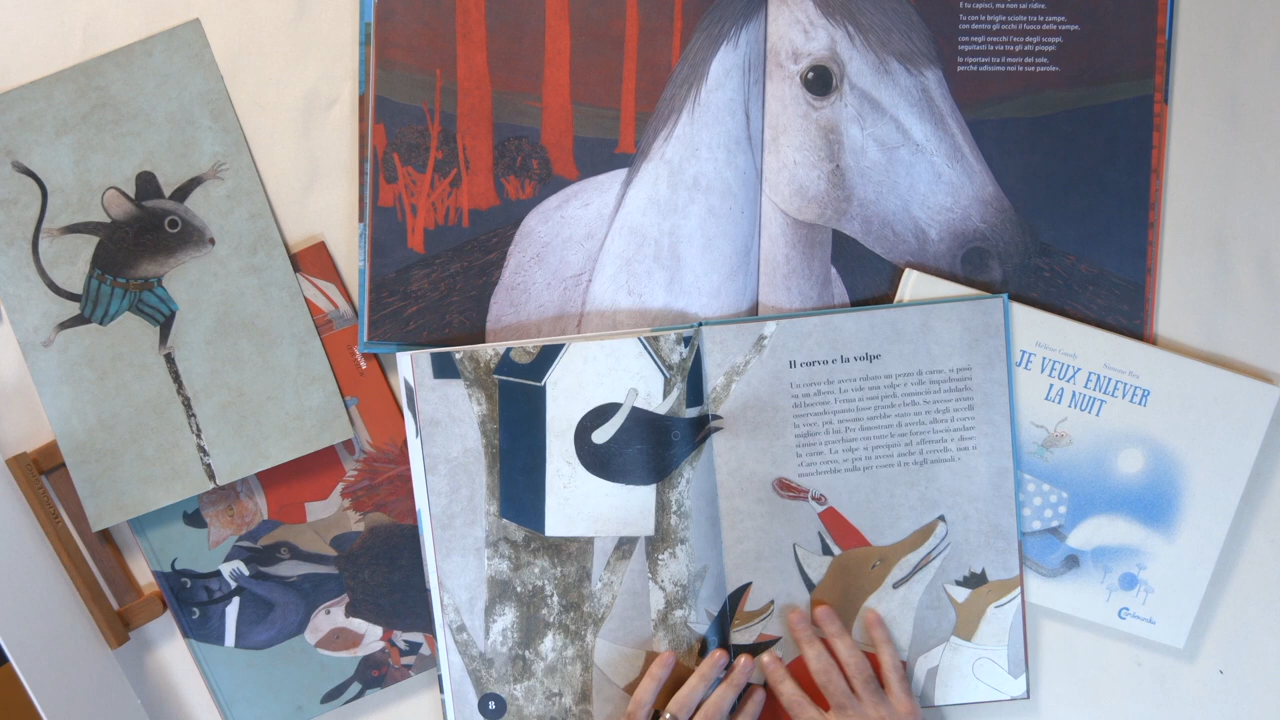 E tu capisci, ma non sai ridire.
Tu con le briglie sciolte tra le zampe,
con dentro gli occhi il fuoco delle vampe,
con negli orecchi l'eco degli scoppi,
seguitasti la via tra gli alti pioppi:
lo riportavi tra il morir del sole,
perché udissimo noi le sue parole».
Hélène Gaudy Simone Rea
JE VEUX ENLEVER
LA NUIT
Il corvo e la volpe
Un corvo che aveva rubato un pezzo di carne, si posò
su un albero. Lo vide una volpe e volle impadronirsi
del boccone. Ferma ai suoi piedi, cominciò ad adularlo,
osservando quanto fosse grande e bello. Se avesse avuto
la voce, poi, nessuno sarebbe stato un re degli uccelli
migliore di lui. Per dimostrare di averla, allora il corvo
si mise a gracchiare con tutte le sue forze e lasciò andare
la carne. La volpe si precipitò ad afferrarla e disse:
«Caro corvo, se poi tu avessi anche il cervello, non ti
mancherebbe nulla per essere il re degli animali.»
8